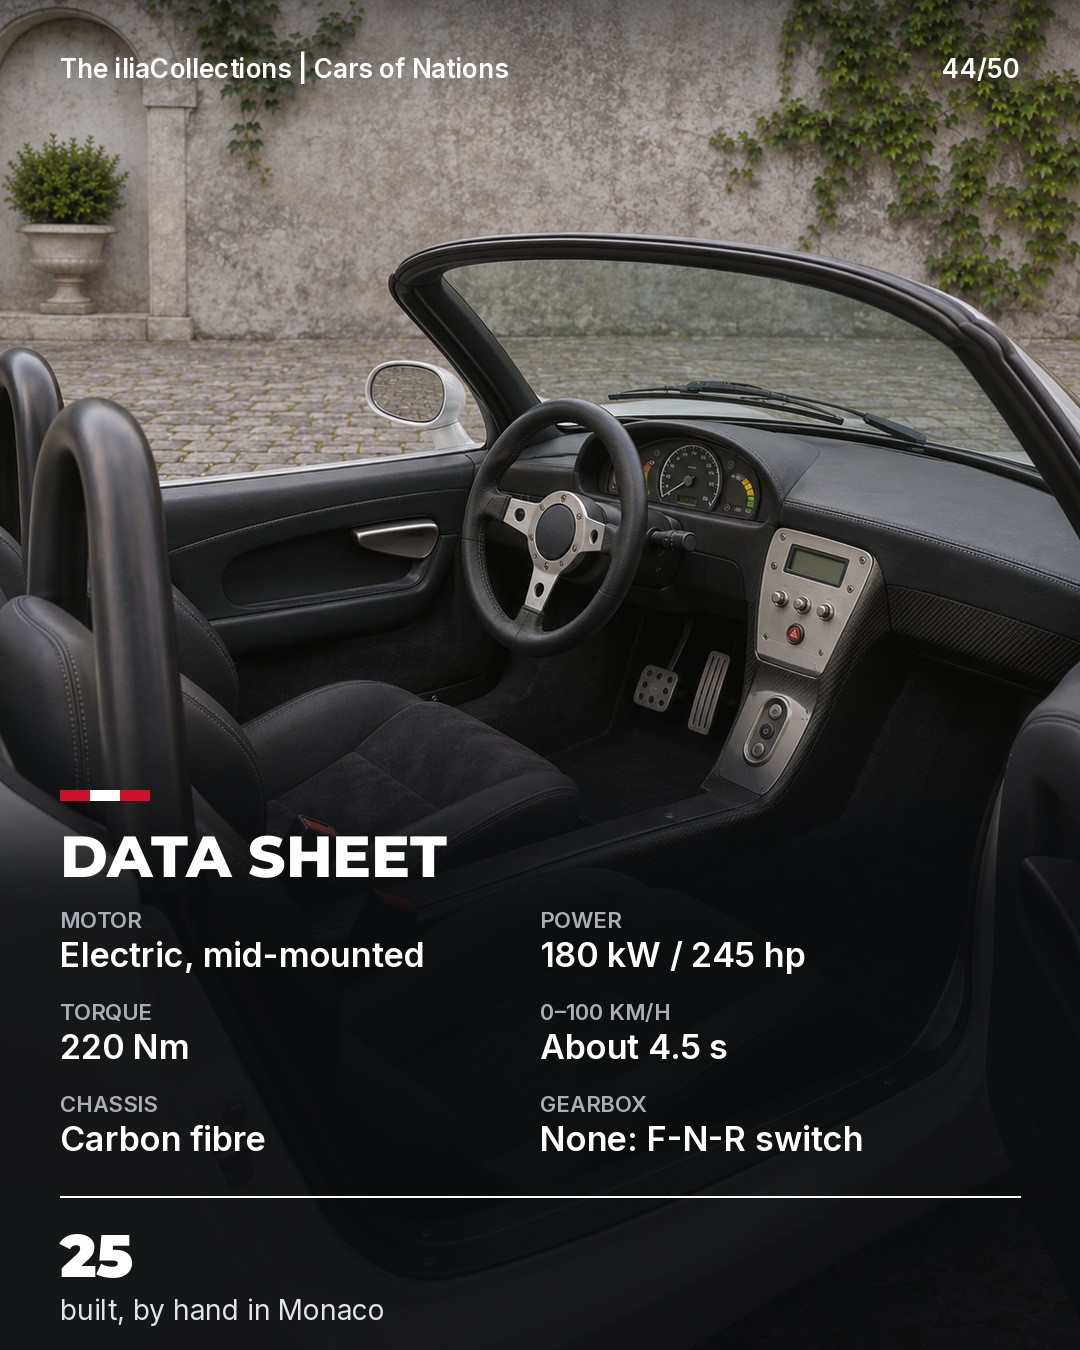 The iliaCollections | Cars of Nations
44/50
DATA SHEET
MOTOR
Electric, mid-mounted
POWER
180 kW / 245 hp
TORQUE
220 Nm
0–100 KM/H
About 4.5 s
CHASSIS
Carbon fibre
GEARBOX
None: F-N-R switch
25
built, by hand in Monaco